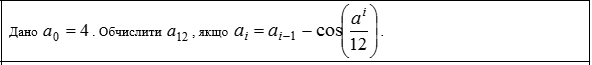 Дано a₀ = 4. Обчислити a₁₂, якщо aᵢ = aᵢ₋₁ − cos(aⁱ/12).